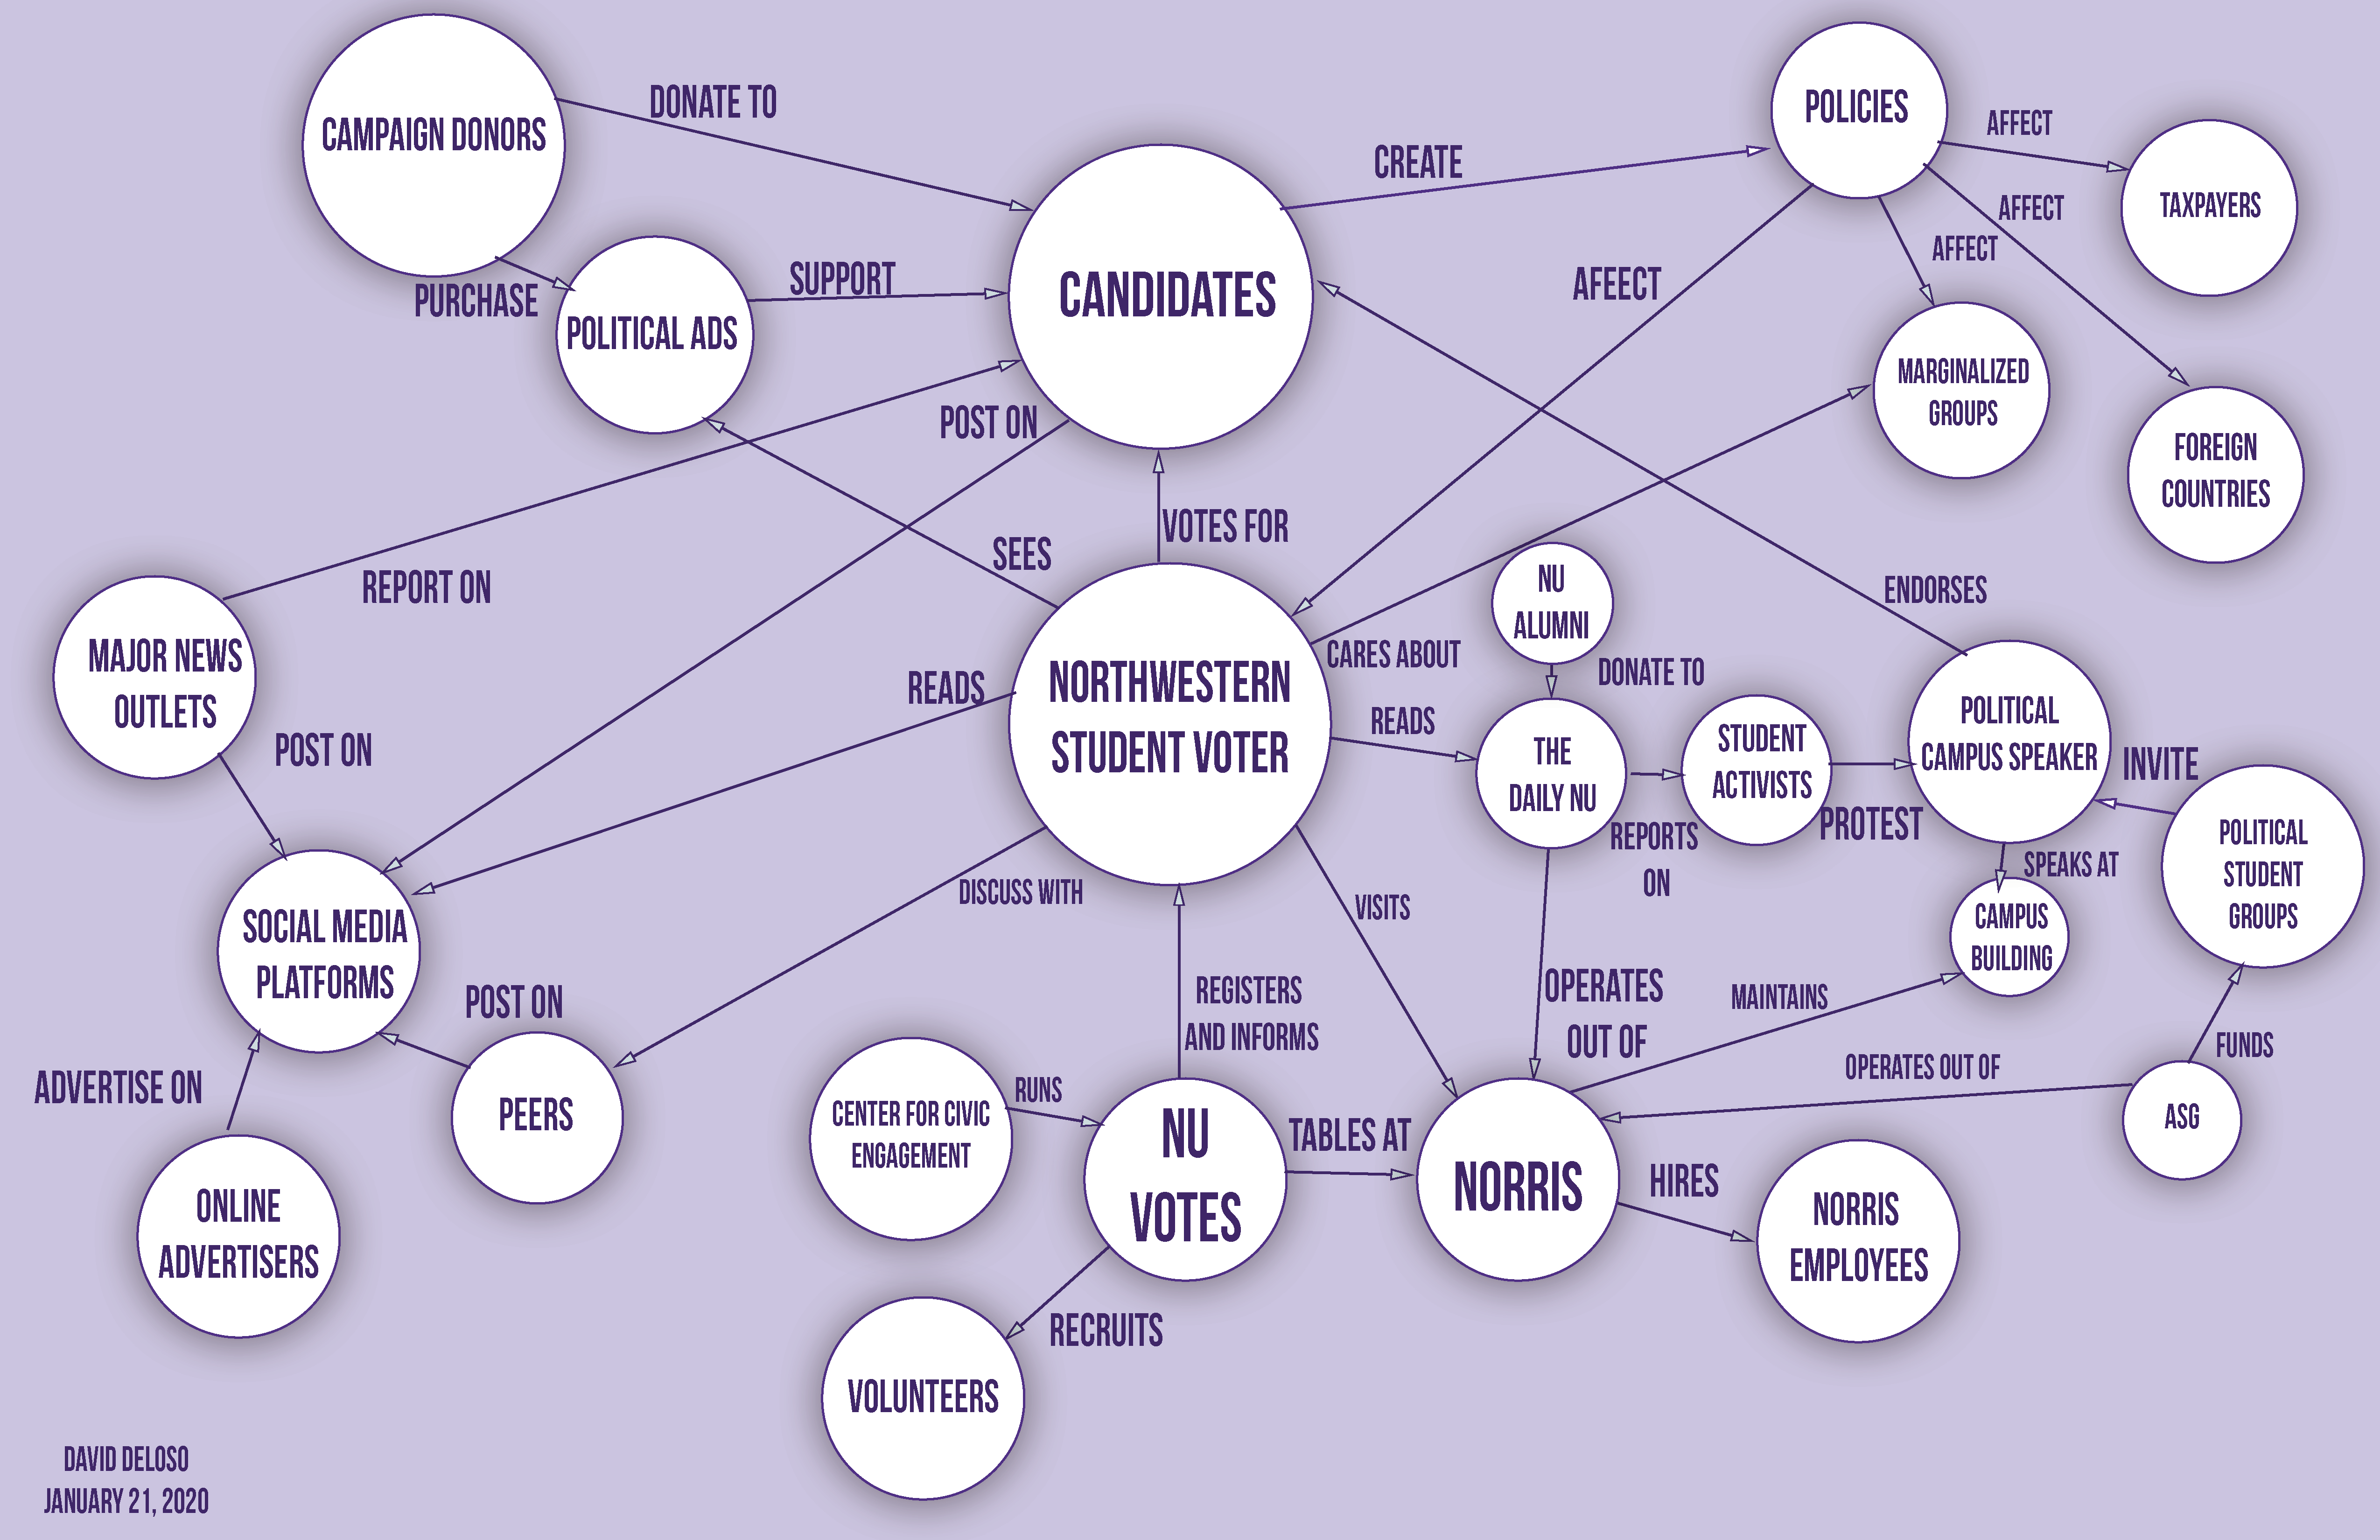 CAMPAIGN DONORS
DONATE TO
PURCHASE
POLITICAL ADS
SUPPORT
CANDIDATES
CREATE
POLICIES
AFFECT
TAXPAYERS
AFFECT
AFFECT
AFEECT
MARGINALIZED
GROUPS
FOREIGN
COUNTRIES
POST ON
VOTES FOR
SEES
REPORT ON
MAJOR NEWS
OUTLETS
POST ON
READS
NORTHWESTERN
STUDENT VOTER
CARES ABOUT
READS
NU
ALUMNI
DONATE TO
THE
DAILY NU
REPORTS
ON
STUDENT
ACTIVISTS
PROTEST
ENDORSES
POLITICAL
CAMPUS SPEAKER
INVITE
POLITICAL
STUDENT
GROUPS
SPEAKS AT
CAMPUS
BUILDING
SOCIAL MEDIA
PLATFORMS
DISCUSS WITH
VISITS
POST ON
PEERS
ADVERTISE ON
ONLINE
ADVERTISERS
REGISTERS
AND INFORMS
OPERATES
OUT OF
MAINTAINS
OPERATES OUT OF
FUNDS
ASG
CENTER FOR CIVIC
ENGAGEMENT
RUNS
NU
VOTES
TABLES AT
NORRIS
HIRES
NORRIS
EMPLOYEES
RECRUITS
VOLUNTEERS
DAVID DELOSO
JANUARY 21, 2020